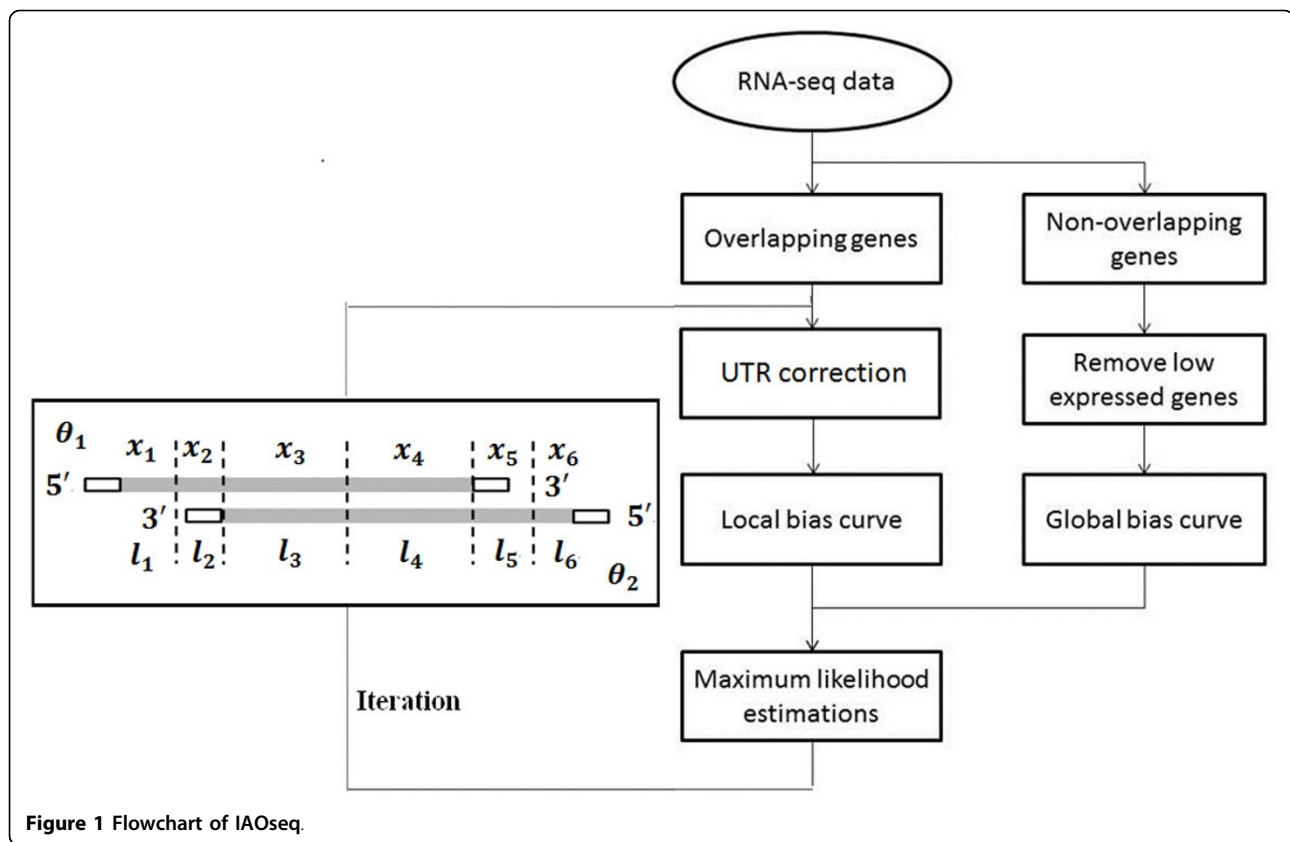 RNA-seq data
Overlapping genes
Non-overlapping
genes
UTR correction
Remove low
expressed genes
θ₁ x₁ x₂ x₃ x₄ x₅ x₆
5′ 3′
3′ 5′
l₁ l₂ l₃ l₄ l₅ l₆ θ₂
Local bias curve
Global bias curve
Maximum likelihood
estimations
Iteration
Figure 1 Flowchart of IAOseq.